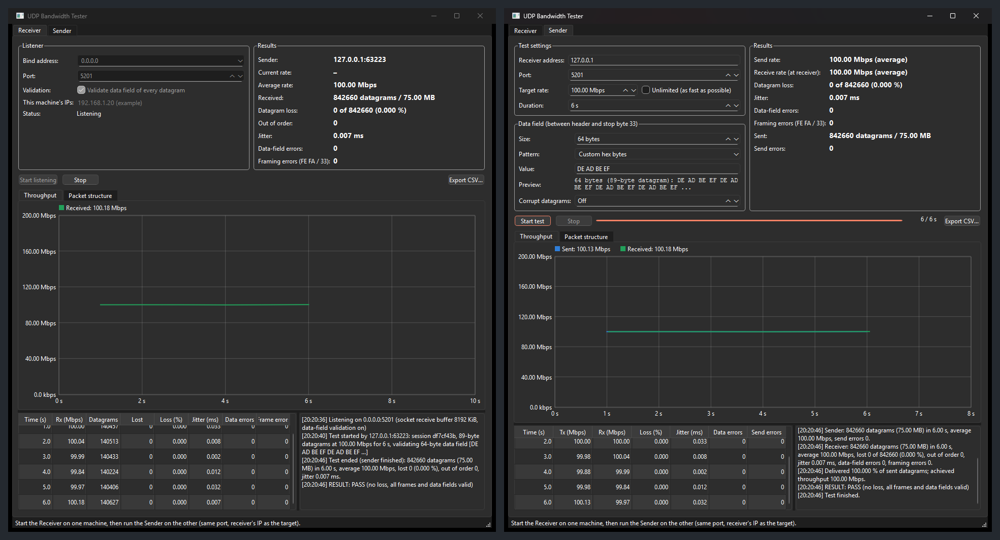 UDP Bandwidth Tester
Receiver
Sender
Listener
Bind address:
0.0.0.0
Port:
5201
Validation:
Validate data field of every datagram
This machine's IPs:
192.168.1.20 (example)
Status:
Listening
Results
Sender:
127.0.0.1:63223
Current rate:
–
Average rate:
100.00 Mbps
Received:
842660 datagrams / 75.00 MB
Datagram loss:
0 of 842660 (0.000 %)
Out of order:
0
Jitter:
0.007 ms
Data-field errors:
0
Framing errors (FE FA / 33):
0
Start listening
Stop
Export CSV...
Throughput
Packet structure
Received: 100.18 Mbps
200.00 Mbps
160.00 Mbps
120.00 Mbps
80.00 Mbps
40.00 Mbps
0.0 kbps
0 s
2 s
4 s
6 s
8 s
10 s
Time (s) Rx (Mbps) Datagrams Lost Loss (%) Jitter (ms) Data errors Frame error
1.0 100.00 140457 0 0.000 0.033 0 0
2.0 100.04 140513 0 0.000 0.008 0 0
3.0 99.99 140433 0 0.000 0.002 0 0
4.0 99.84 140224 0 0.000 0.012 0 0
5.0 99.97 140406 0 0.000 0.032 0 0
6.0 100.18 140627 0 0.000 0.007 0 0
[20:20:36] Listening on 0.0.0.0:5201 (socket receive buffer 8192 KiB,
data-field validation on)
[20:20:40] Test started by 127.0.0.1:63223: session df7cf43b, 89-byte
datagrams at 100.00 Mbps for 6 s, validating 64-byte data field [DE
AD BE EF DE AD BE EF ...]
[20:20:46] Test ended (sender finished): 842660 datagrams (75.00
MB) in 6.00 s, average 100.00 Mbps, lost 0 (0.000 %), out of order 0,
jitter 0.007 ms.
[20:20:46] RESULT: PASS (no loss, all frames and data fields valid)
Start the Receiver on one machine, then run the Sender on the other (same port, receiver's IP as the target).
UDP Bandwidth Tester
Receiver
Sender
Test settings
Receiver address:
127.0.0.1
Port:
5201
Target rate:
100.00 Mbps
Unlimited (as fast as possible)
Duration:
6 s
Data field (between header and stop byte 33)
Size:
64 bytes
Pattern:
Custom hex bytes
Value:
DE AD BE EF
Preview:
64 bytes (89-byte datagram): DE AD BE EF DE AD
BE EF DE AD BE EF DE AD BE EF ...
Corrupt datagrams:
Off
Results
Send rate:
100.00 Mbps (average)
Receive rate (at receiver):
100.00 Mbps (average)
Datagram loss:
0 of 842660 (0.000 %)
Jitter:
0.007 ms
Data-field errors:
0
Framing errors (FE FA / 33):
0
Sent:
842660 datagrams / 75.00 MB
Send errors:
0
Start test
Stop
6 / 6 s
Export CSV...
Throughput
Packet structure
Sent: 100.13 Mbps
Received: 100.18 Mbps
200.00 Mbps
160.00 Mbps
120.00 Mbps
80.00 Mbps
40.00 Mbps
0.0 kbps
0 s
1 s
2 s
3 s
4 s
5 s
6 s
7 s
8 s
Time (s) Tx (Mbps) Rx (Mbps) Loss (%) Jitter (ms) Data errors Send errors
2.0 100.00 100.00 0.000 0.033 0 0
3.0 99.98 100.04 0.000 0.008 0 0
4.0 99.88 99.99 0.000 0.002 0 0
5.0 99.98 99.84 0.000 0.012 0 0
6.0 100.13 99.97 0.000 0.032 0 0
[20:20:46] Sender: 842660 datagrams (75.00 MB) in 6.00 s, average
100.00 Mbps, send errors 0.
[20:20:46] Receiver: 842660 datagrams (75.00 MB) in 6.00 s,
average 100.00 Mbps, lost 0 of 842660 (0.000 %), out of order 0,
jitter 0.007 ms, data-field errors 0, framing errors 0.
[20:20:46] Delivered 100.000 % of sent datagrams; achieved
throughput 100.00 Mbps.
[20:20:46] RESULT: PASS (no loss, all frames and data fields valid)
[20:20:46] Test finished.
Start the Receiver on one machine, then run the Sender on the other (same port, receiver's IP as the target).